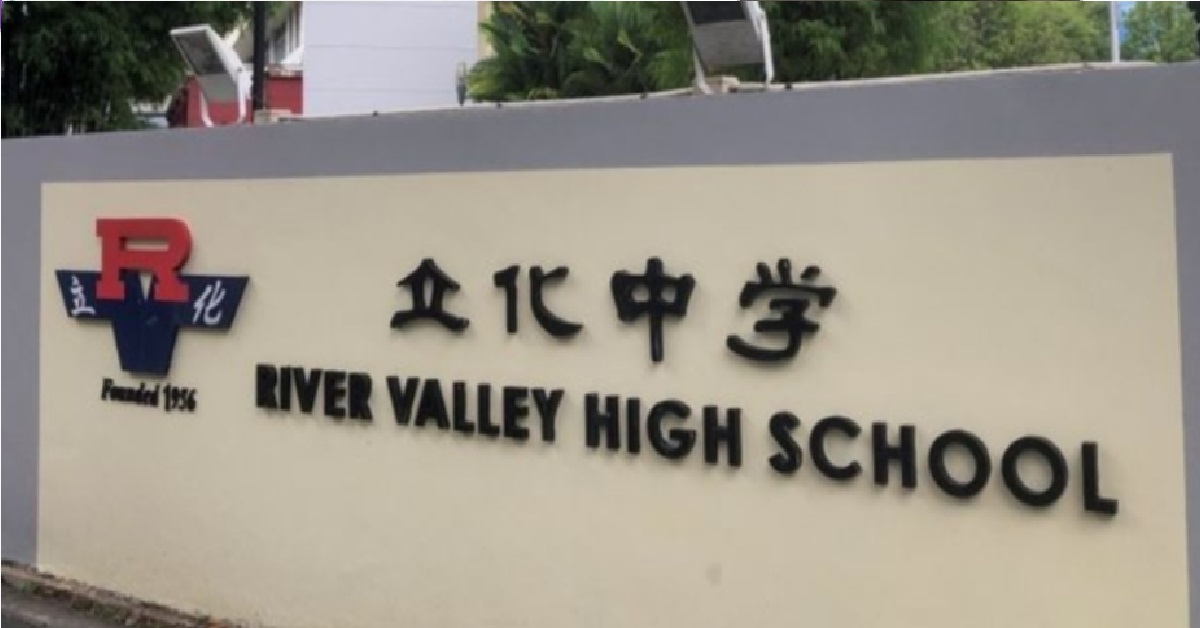 R
立化
Founded 1956
立化中学
RIVER VALLEY HIGH SCHOOL